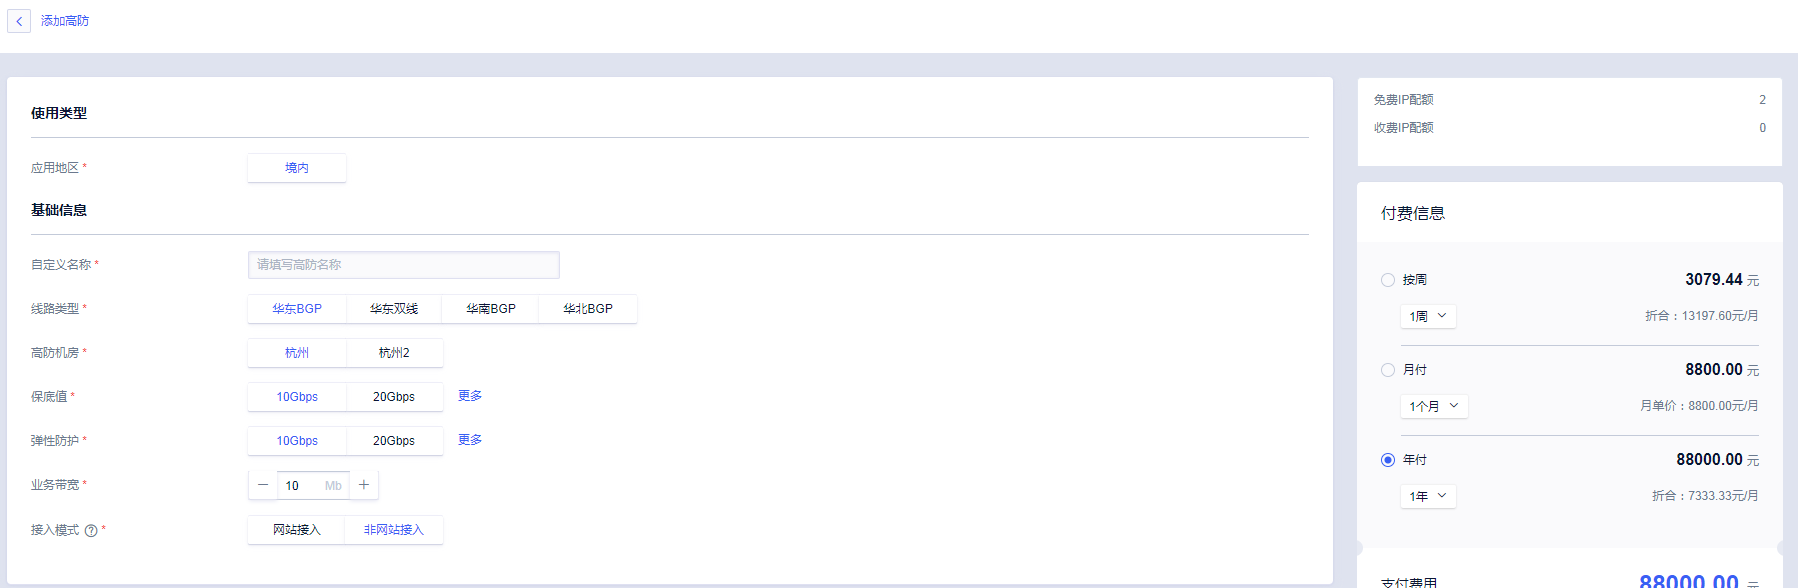 添加高防
使用类型
应用地区 *
境内
基础信息
自定义名称 *
请填写高防名称
线路类型 *
华东BGP 华东双线 华南BGP 华北BGP
高防机房 *
杭州 杭州2
保底值 *
10Gbps 20Gbps 更多
弹性防护 *
10Gbps 20Gbps 更多
业务带宽 *
— 10 Mb +
接入模式 ? *
网站接入 非网站接入
免费IP配额 2
收费IP配额 0
付费信息
按周 3079.44 元
1周 折合：13197.60元/月
月付 8800.00 元
1个月 月单价：8800.00元/月
年付 88000.00 元
1年 折合：7333.33元/月
支付费用 88000.00 元